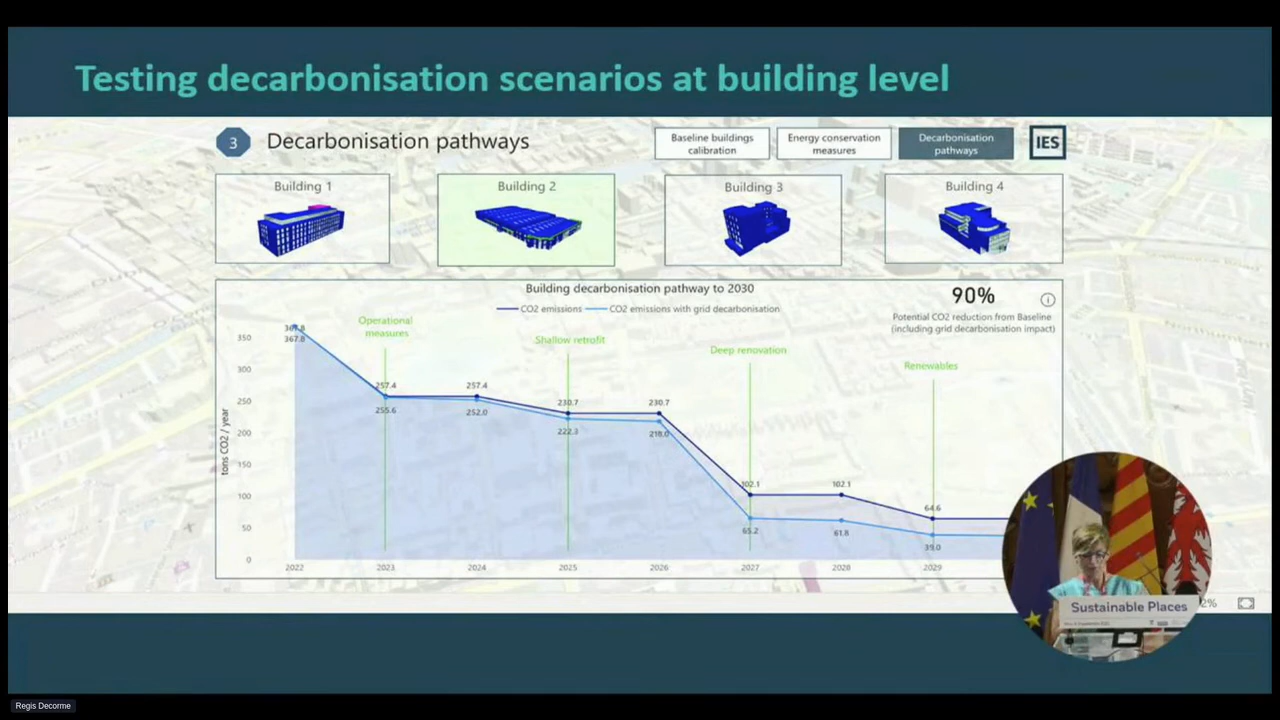 Testing decarbonisation scenarios at building level
3
Decarbonisation pathways
Baseline buildings
calibration
Energy conservation
measures
Decarbonisation
pathways
IES
Building 1
Building 2
Building 3
Building 4
Building decarbonisation pathway to 2030
CO2 emissions
CO2 emissions with grid decarbonisation
90%
Potential CO2 reduction from Baseline
(including grid decarbonisation impact)
Operational
measures
Shallow retrofit
Deep renovation
Renewables
tons CO2 / year
350
300
250
200
150
100
50
0
367.8
367.8
257.4
255.6
257.4
252.0
230.7
222.3
230.7
218.0
102.1
65.2
102.1
61.8
64.6
39.0
2022
2023
2024
2025
2026
2027
2028
2029
Sustainable Places
2%
Regis Decorme